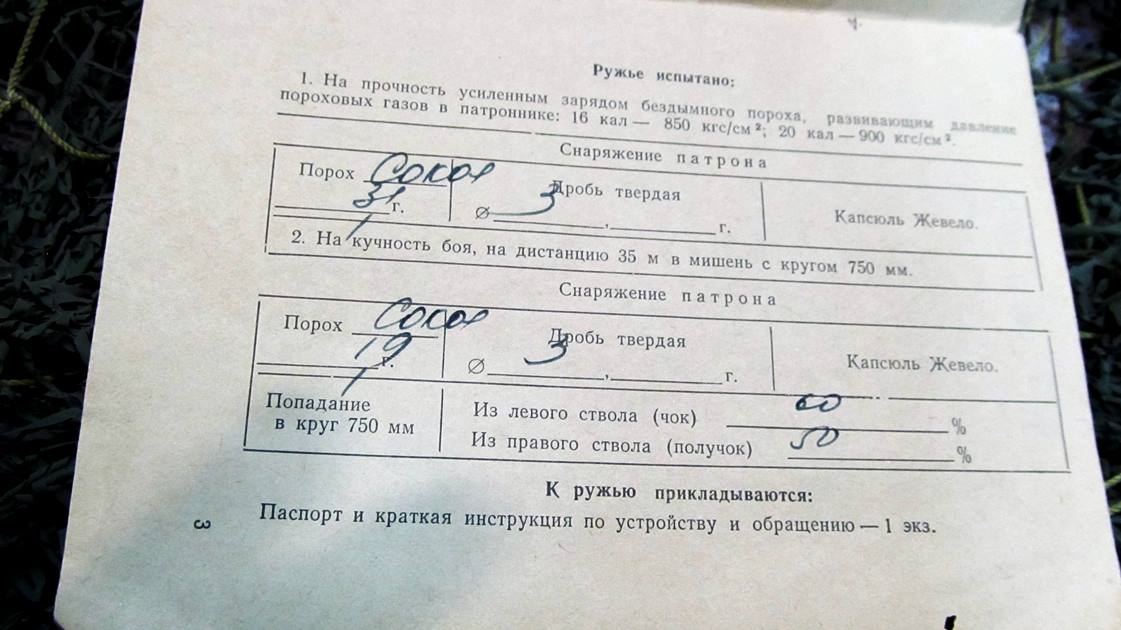 Ружье испытано:
1. На прочность усиленным зарядом бездымного пороха, развивающим давление
пороховых газов в патроннике: 16 кал — 850 кгс/см²; 20 кал — 900 кгс/см².
Снаряжение патрона
Порох Сокол
Дробь твердая
31 г.
⌀ 3 , г.
Капсюль Жевело.
2. На кучность боя, на дистанцию 35 м в мишень с кругом 750 мм.
Снаряжение патрона
Порох Сокол
Дробь твердая
19 г.
⌀ 3 , г.
Капсюль Жевело.
Попадание
в круг 750 мм
Из левого ствола (чок) 60 %
Из правого ствола (получок) 50 %
К ружью прикладываются:
Паспорт и краткая инструкция по устройству и обращению — 1 экз.
3